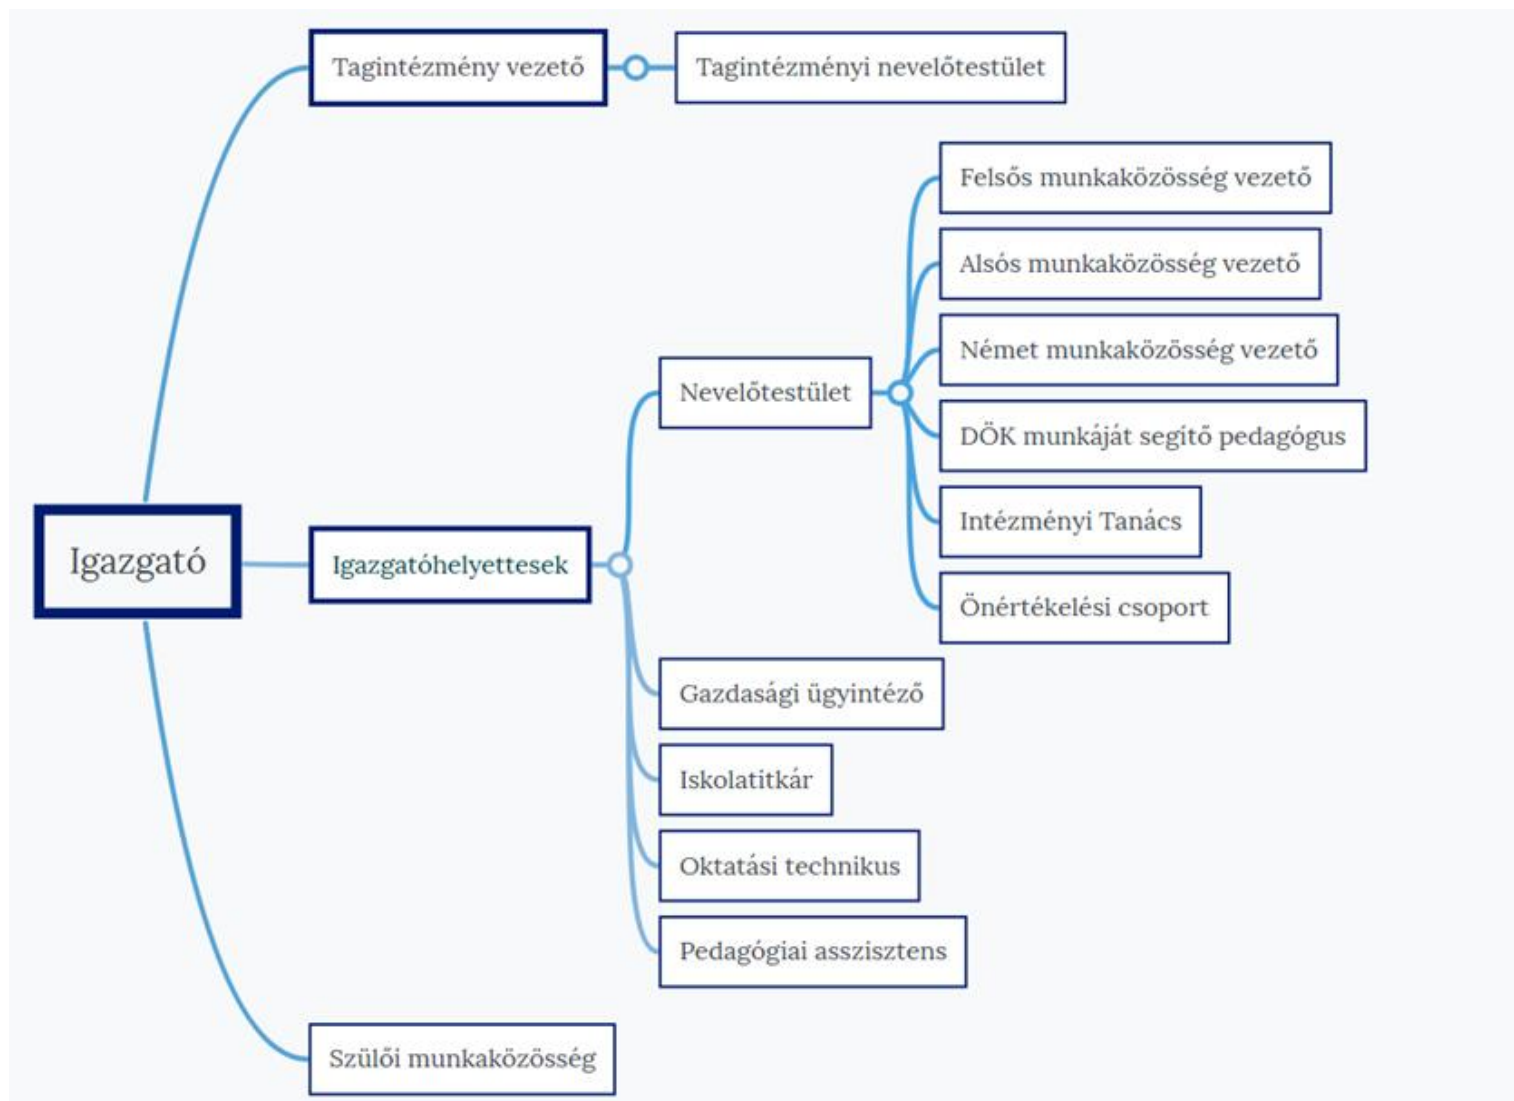 Tagintézmény vezető
Tagintézményi nevelőtestület
Felsős munkaközösség vezető
Alsós munkaközösség vezető
Német munkaközösség vezető
Nevelőtestület
DÖK munkáját segítő pedagógus
Intézményi Tanács
Igazgató
Igazgatóhelyettesek
Önértékelési csoport
Gazdasági ügyintéző
Iskolatitkár
Oktatási technikus
Pedagógiai asszisztens
Szülői munkaközösség